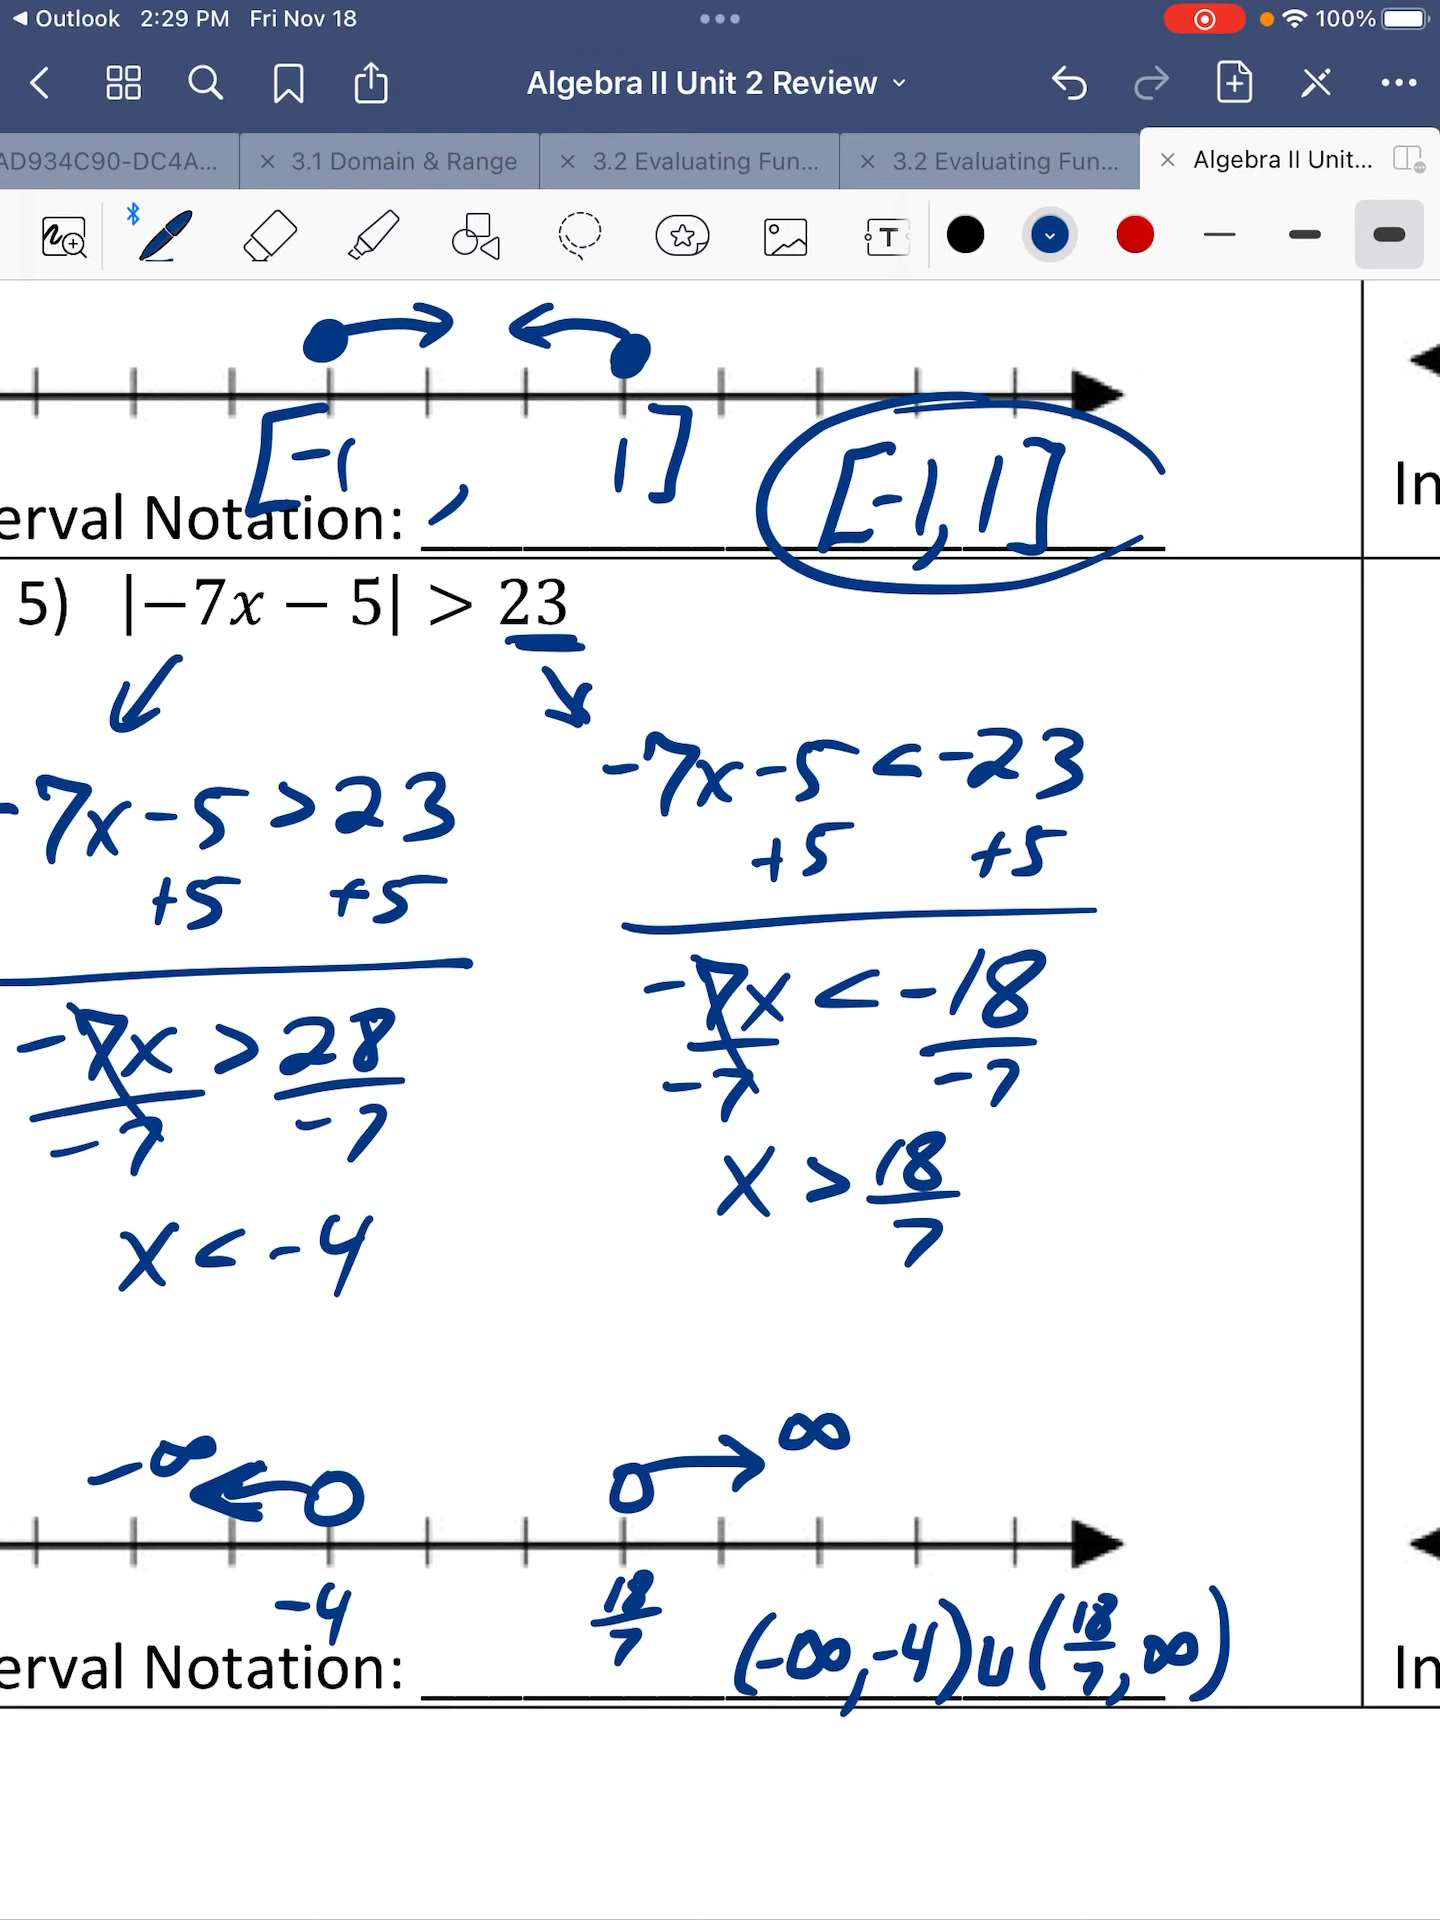 Outlook 2:29 PM Fri Nov 18 100%
Algebra II Unit 2 Review
AD934C90-DC4A... × 3.1 Domain & Range × 3.2 Evaluating Fun... × 3.2 Evaluating Fun... × Algebra II Unit...
T
[-1 , 1] [-1, 1]
erval Notation: In
5) |−7x − 5| > 23
-7x-5 > 23 -7x-5 < -23
+5 +5 +5 +5
-7x > 28 -7x < -18
-7 -7 -7 -7
x < -4 x > 18/7
-∞ ∞
-4 18/7 (-∞, -4) ∪ (18/7, ∞)
erval Notation: In